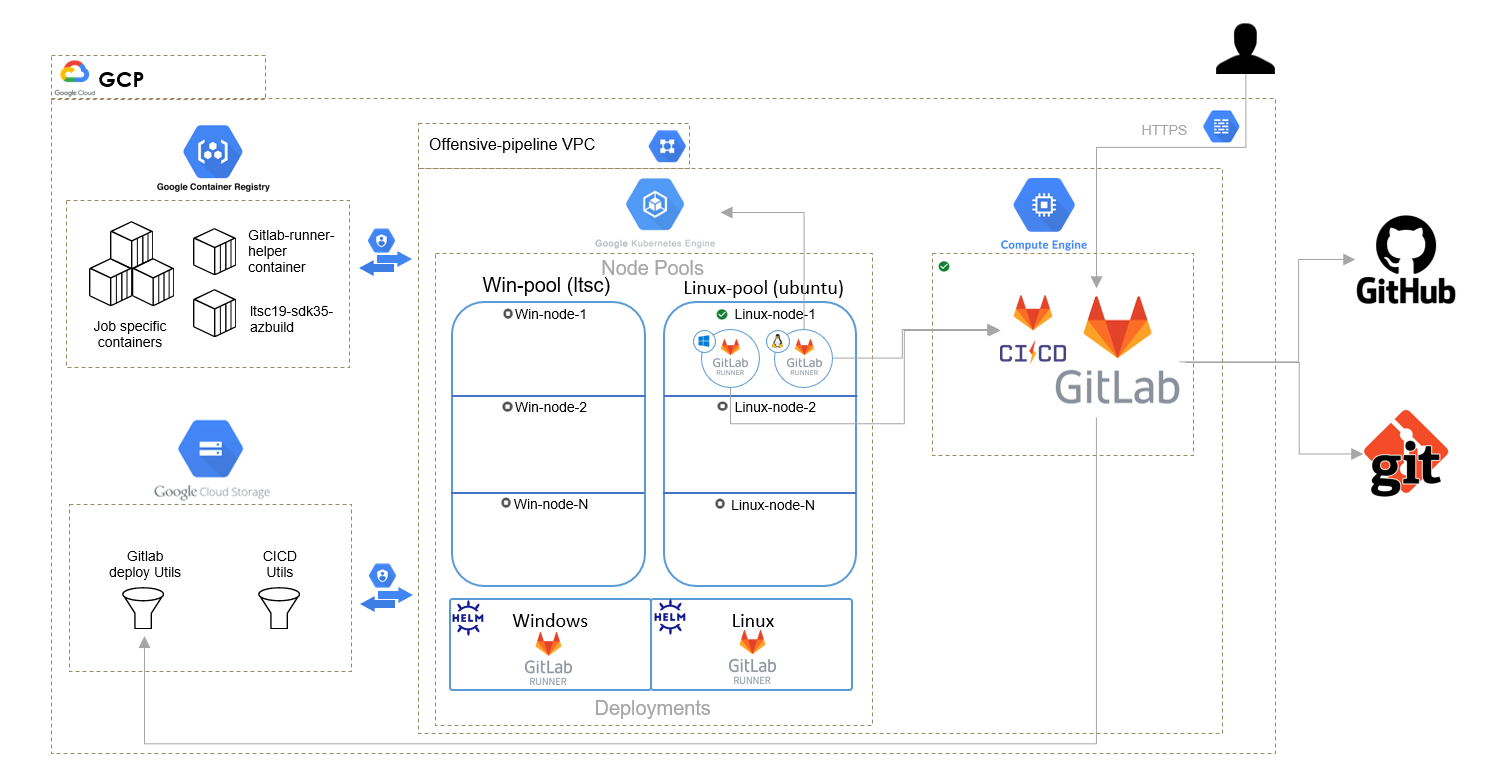 Google Cloud
GCP
HTTPS
Google Container Registry
Offensive-pipeline VPC
Gitlab-runner-
helper
container
ltsc19-sdk35-
azbuild
Job specific
containers
Google Kubernetes Engine
Compute Engine
Node Pools
Win-pool (ltsc)
Linux-pool (ubuntu)
Win-node-1
Linux-node-1
GitLab
RUNNER
GitLab
RUNNER
Win-node-2
Linux-node-2
Win-node-N
Linux-node-N
CI/CD
GitLab
GitHub
git
Google Cloud Storage
Gitlab
deploy Utils
CICD
Utils
HELM
Windows
GitLab
RUNNER
HELM
Linux
GitLab
RUNNER
Deployments